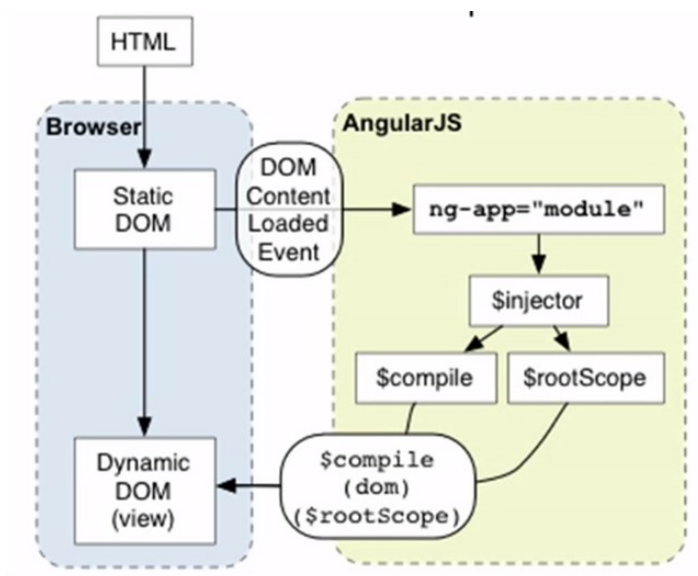 HTML
Browser
AngularJS
Static
DOM
DOM
Content
Loaded
Event
ng-app="module"
$injector
$compile
$rootScope
Dynamic
DOM
(view)
$compile
(dom)
($rootScope)